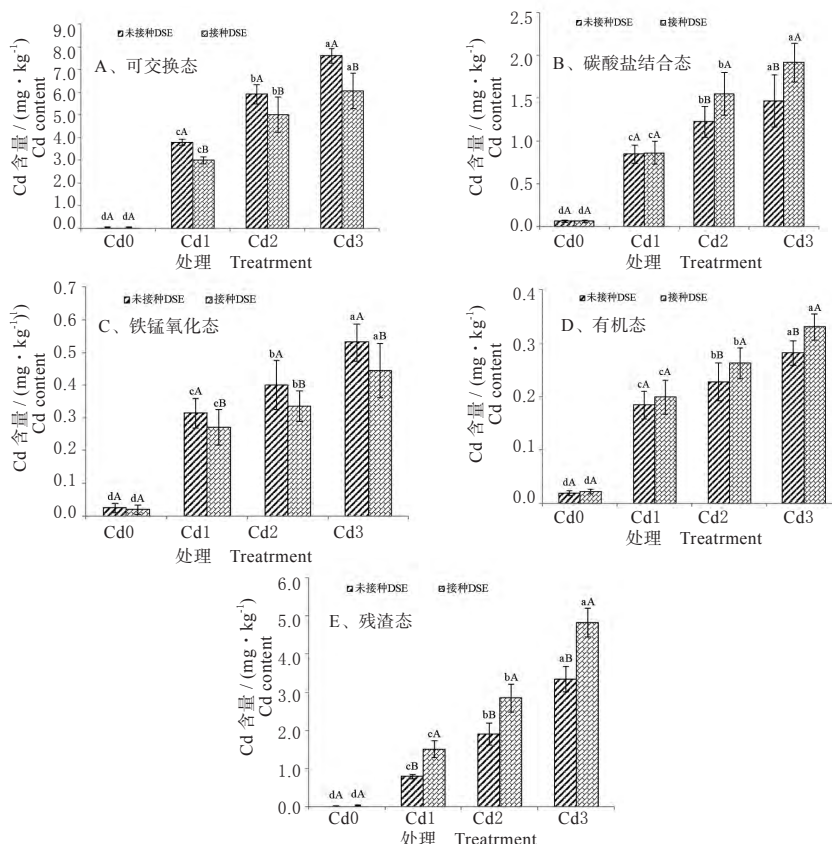 未接种DSE 接种DSE
A、可交换态
Cd 含量 / (mg·kg⁻¹)
Cd content
9.0
8.0
7.0
6.0
5.0
4.0
3.0
2.0
1.0
0.0
dA dA cA cB bA bB aA aB
Cd0 Cd1 Cd2 Cd3
处理 Treatrment
未接种DSE 接种DSE
B、碳酸盐结合态
Cd 含量 / (mg·kg⁻¹)
Cd content
2.5
2.0
1.5
1.0
0.5
0.0
dA dA cA cA bB bA aB aA
Cd0 Cd1 Cd2 Cd3
处理 Treatrment
未接种DSE 接种DSE
C、铁锰氧化态
Cd 含量 / (mg·kg⁻¹)
Cd content
0.7
0.6
0.5
0.4
0.3
0.2
0.1
0.0
dA dA cA cB bA bB aA aB
Cd0 Cd1 Cd2 Cd3
处理 Treatrment
未接种DSE 接种DSE
D、有机态
Cd 含量 / (mg·kg⁻¹)
Cd content
0.4
0.3
0.2
0.1
0.0
dA dA cA cA bB bA aB aA
Cd0 Cd1 Cd2 Cd3
处理 Treatrment
未接种DSE 接种DSE
E、残渣态
Cd 含量 / (mg·kg⁻¹)
Cd content
6.0
5.0
4.0
3.0
2.0
1.0
0.0
dA dA cB cA bB bA aB aA
Cd0 Cd1 Cd2 Cd3
处理 Treatrment